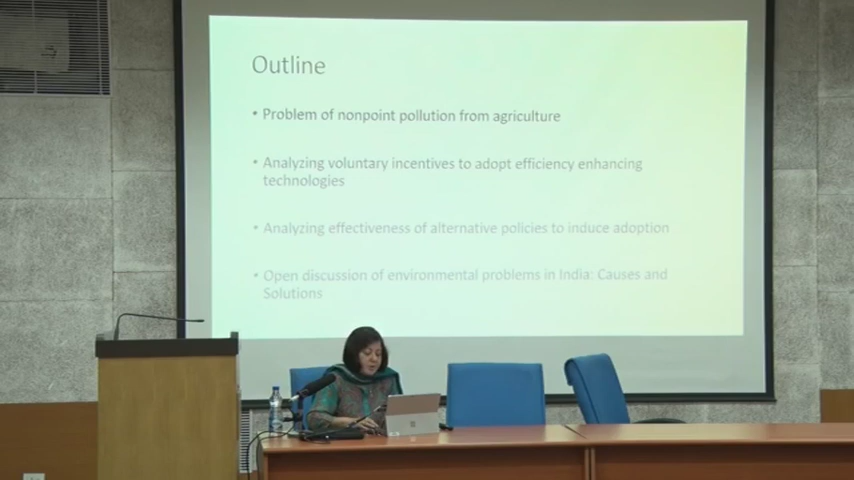 Outline
• Problem of nonpoint pollution from agriculture
• Analyzing voluntary incentives to adopt efficiency enhancing
technologies
• Analyzing effectiveness of alternative policies to induce adoption
• Open discussion of environmental problems in India: Causes and
Solutions